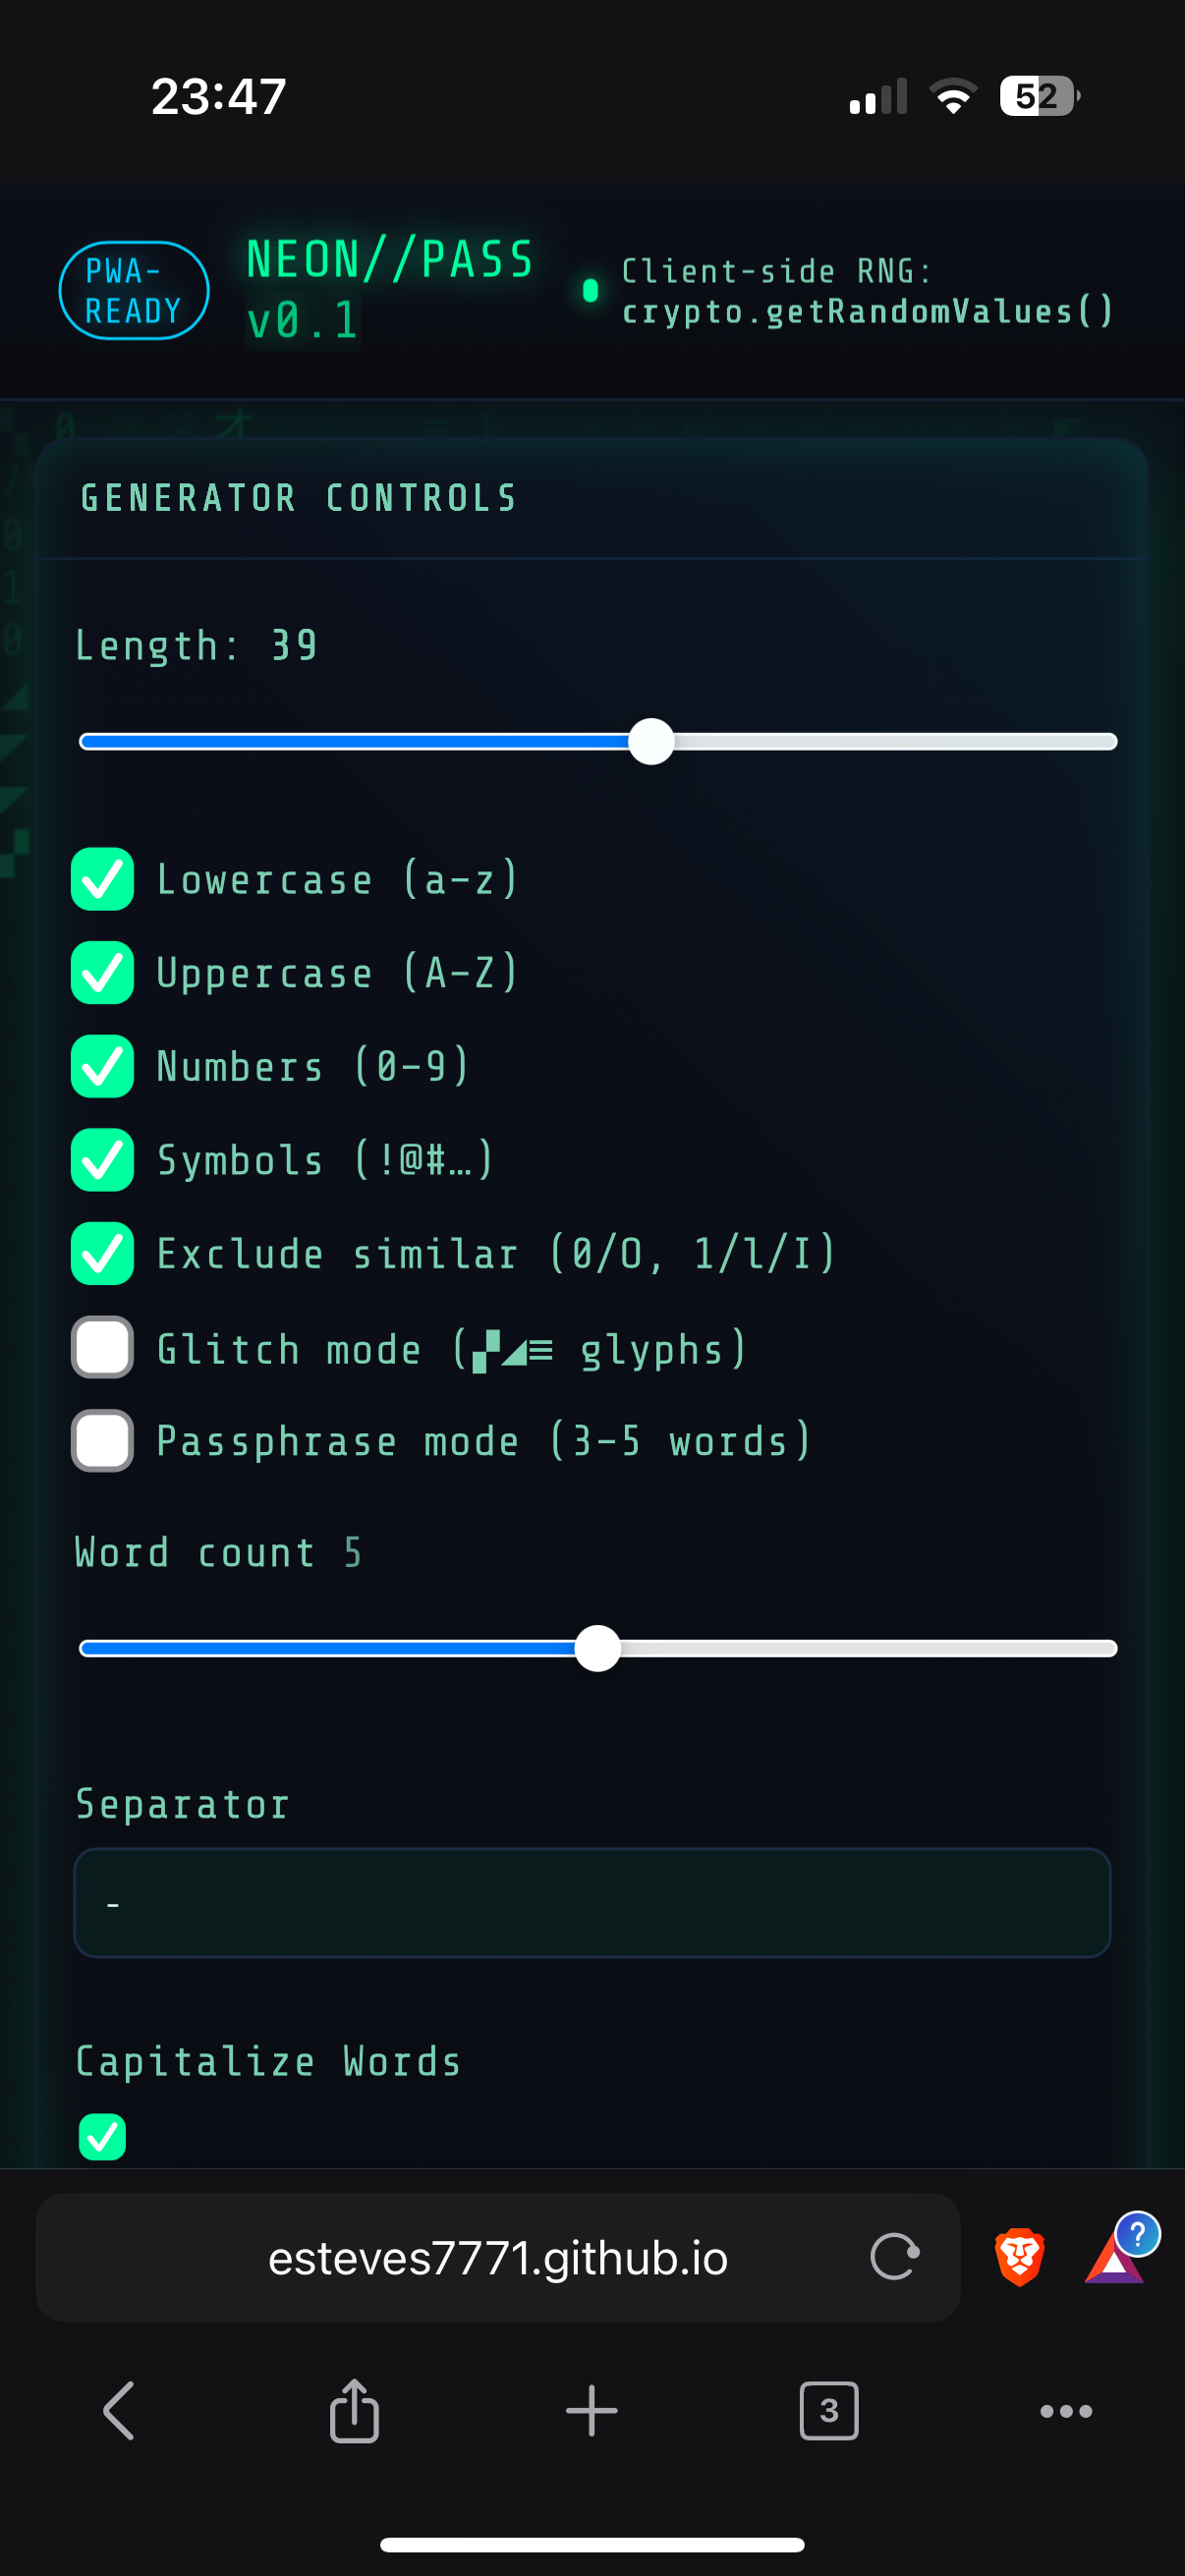 23:47
52
PWA-
READY
NEON//PASS
v0.1
Client-side RNG:
crypto.getRandomValues()
GENERATOR CONTROLS
Length: 39
Lowercase (a-z)
Uppercase (A-Z)
Numbers (0-9)
Symbols (!@#…)
Exclude similar (0/O, 1/l/I)
Glitch mode (▞◢≡ glyphs)
Passphrase mode (3-5 words)
Word count 5
Separator
-
Capitalize Words
esteves7771.github.io
?
3